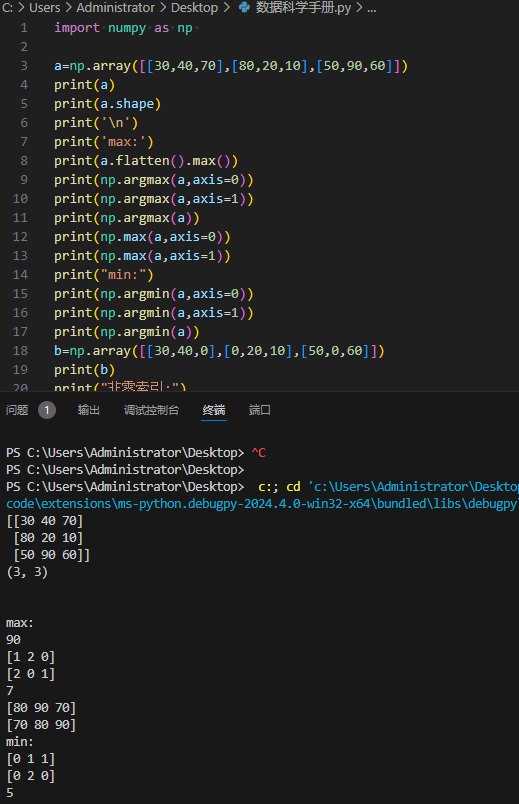 C: > Users > Administrator > Desktop > 数据科学手册.py > ...
1 import numpy as np
2
3 a=np.array([[30,40,70],[80,20,10],[50,90,60]])
4 print(a)
5 print(a.shape)
6 print('\n')
7 print('max:')
8 print(a.flatten().max())
9 print(np.argmax(a,axis=0))
10 print(np.argmax(a,axis=1))
11 print(np.argmax(a))
12 print(np.max(a,axis=0))
13 print(np.max(a,axis=1))
14 print("min:")
15 print(np.argmin(a,axis=0))
16 print(np.argmin(a,axis=1))
17 print(np.argmin(a))
18 b=np.array([[30,40,0],[0,20,10],[50,0,60]])
19 print(b)
20 print("非零索引:")
问题 1 输出 调试控制台 终端 端口
PS C:\Users\Administrator\Desktop> ^C
PS C:\Users\Administrator\Desktop>
PS C:\Users\Administrator\Desktop> c:; cd 'c:\Users\Administrator\Desktop
code\extensions\ms-python.debugpy-2024.4.0-win32-x64\bundled\libs\debugpy
[[30 40 70]
[80 20 10]
[50 90 60]]
(3, 3)
max:
90
[1 2 0]
[2 0 1]
7
[80 90 70]
[70 80 90]
min:
[0 1 1]
[0 2 0]
5